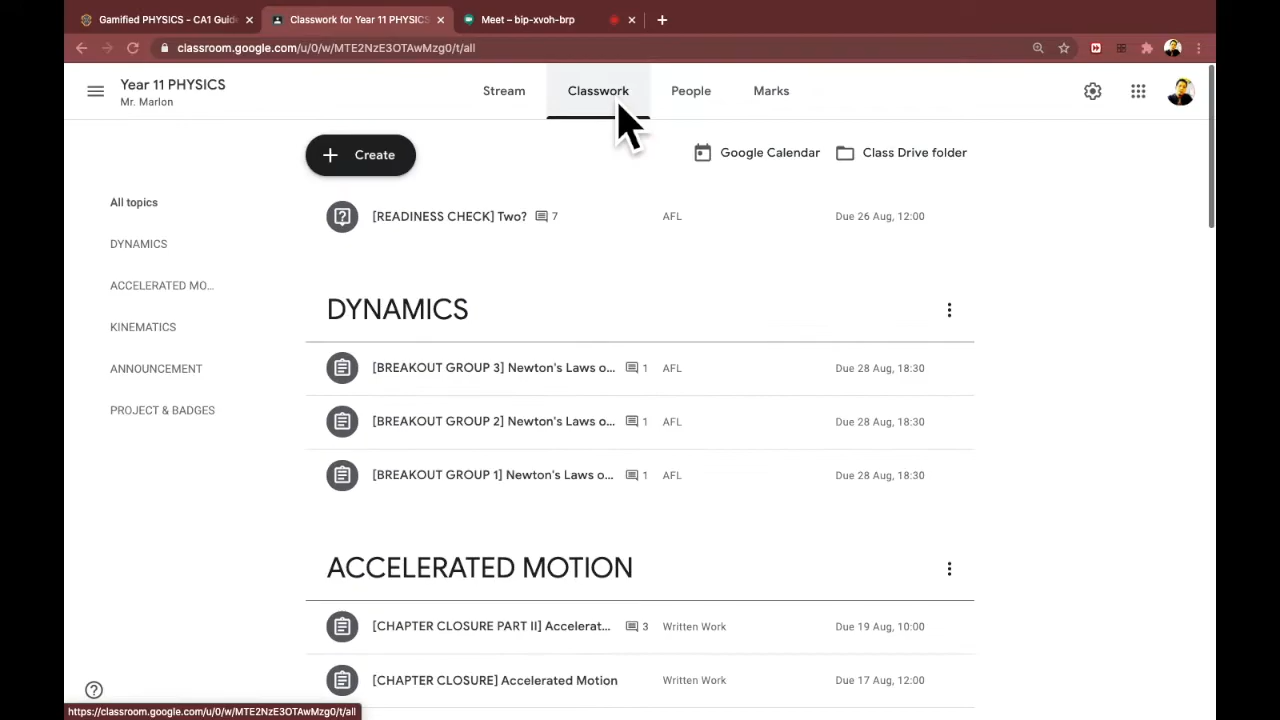 Gamified PHYSICS - CA1 Guide
Classwork for Year 11 PHYSICS
Meet – bip-xvoh-brp
classroom.google.com/u/0/w/MTE2NzE3OTAwMzg0/t/all
Year 11 PHYSICS
Mr. Marlon
Stream
Classwork
People
Marks
Create
Google Calendar
Class Drive folder
All topics
DYNAMICS
ACCELERATED MO...
KINEMATICS
ANNOUNCEMENT
PROJECT & BADGES
[READINESS CHECK] Two? 7 AFL Due 26 Aug, 12:00
DYNAMICS
[BREAKOUT GROUP 3] Newton's Laws o... 1 AFL Due 28 Aug, 18:30
[BREAKOUT GROUP 2] Newton's Laws o... 1 AFL Due 28 Aug, 18:30
[BREAKOUT GROUP 1] Newton's Laws o... 1 AFL Due 28 Aug, 18:30
ACCELERATED MOTION
[CHAPTER CLOSURE PART II] Accelerat... 3 Written Work Due 19 Aug, 10:00
[CHAPTER CLOSURE] Accelerated Motion Written Work Due 17 Aug, 12:00
https://classroom.google.com/u/0/w/MTE2NzE3OTAwMzg0/t/all